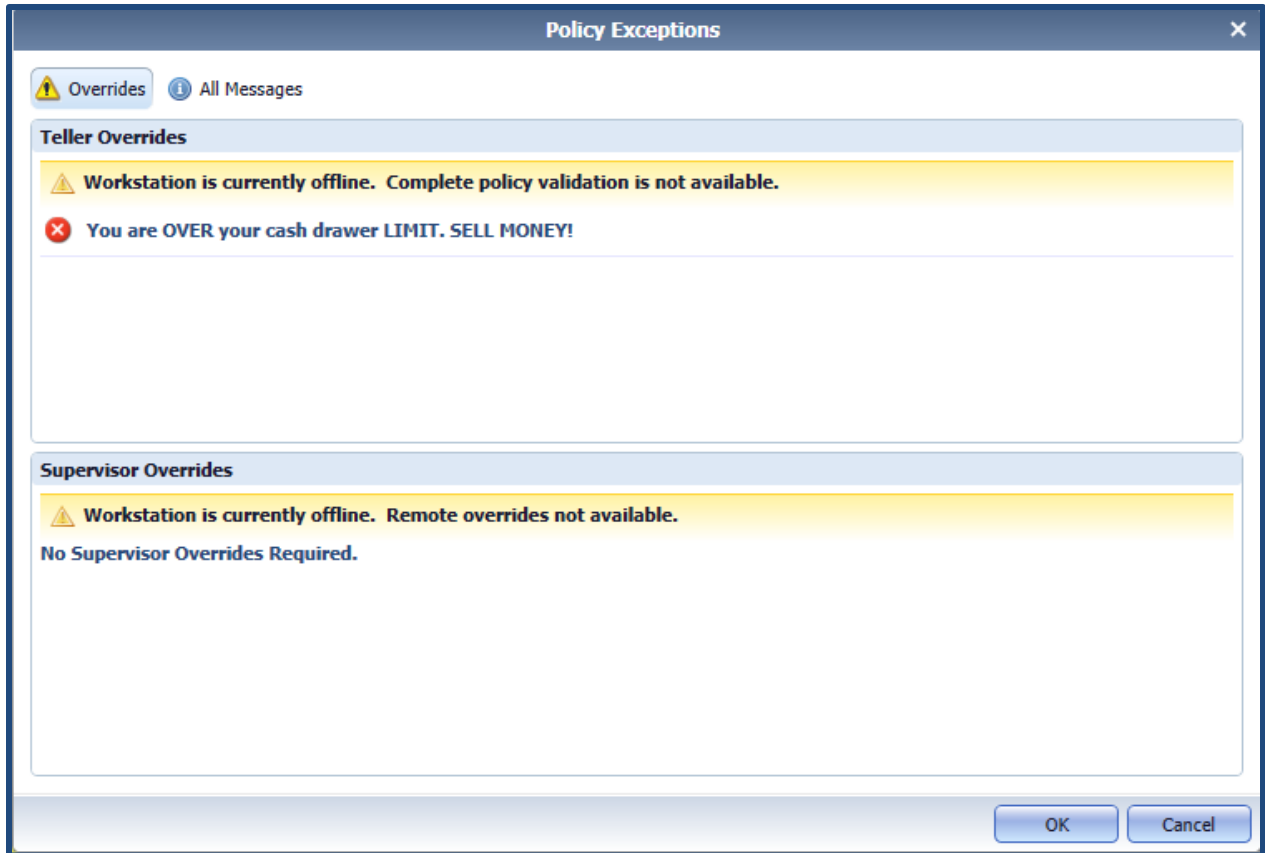 Policy Exceptions
Overrides
All Messages
Teller Overrides
Workstation is currently offline.  Complete policy validation is not available.
You are OVER your cash drawer LIMIT. SELL MONEY!
Supervisor Overrides
Workstation is currently offline.  Remote overrides not available.
No Supervisor Overrides Required.
OK
Cancel